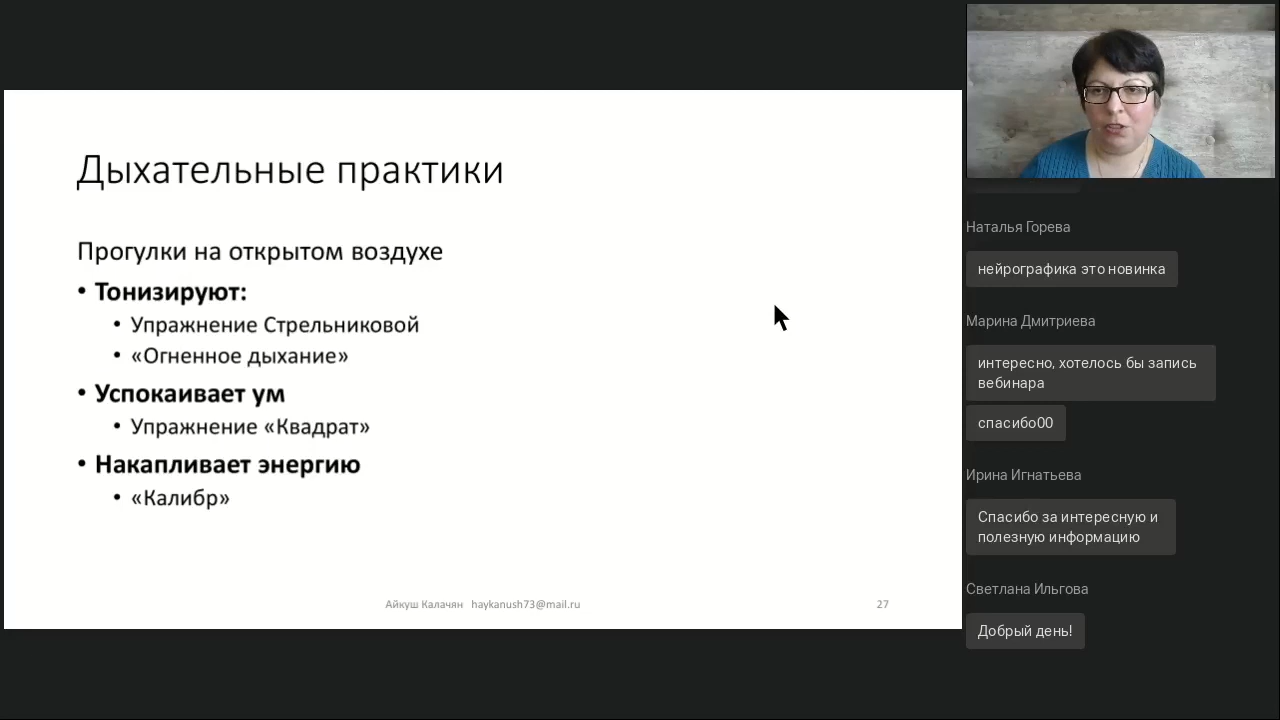 Дыхательные практики
Прогулки на открытом воздухе
• Тонизируют:
• Упражнение Стрельниковой
• «Огненное дыхание»
• Успокаивает ум
• Упражнение «Квадрат»
• Накапливает энергию
• «Калибр»
Айкуш Калачян haykanush73@mail.ru
27
Наталья Горева
нейрографика это новинка
Марина Дмитриева
интересно, хотелось бы запись
вебинара
спасибо00
Ирина Игнатьева
Спасибо за интересную и
полезную информацию
Светлана Ильгова
Добрый день!